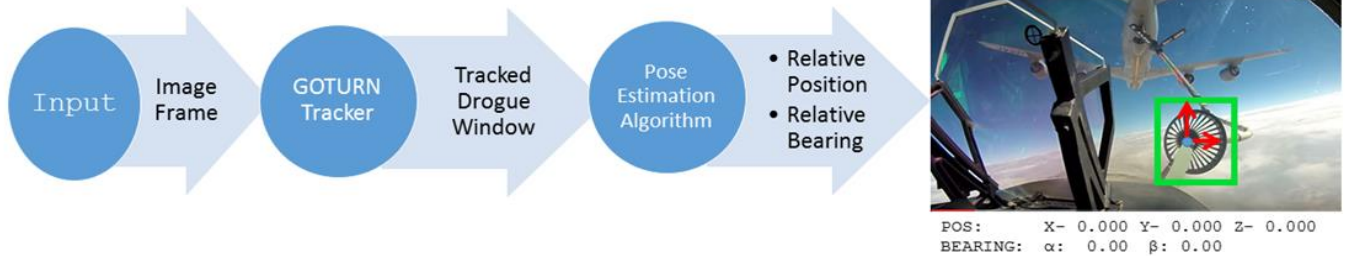 Input
Image
Frame
GOTURN
Tracker
Tracked
Drogue
Window
Pose
Estimation
Algorithm
• Relative
Position
• Relative
Bearing
POS: X- 0.000 Y- 0.000 Z- 0.000
BEARING: α: 0.00 β: 0.00